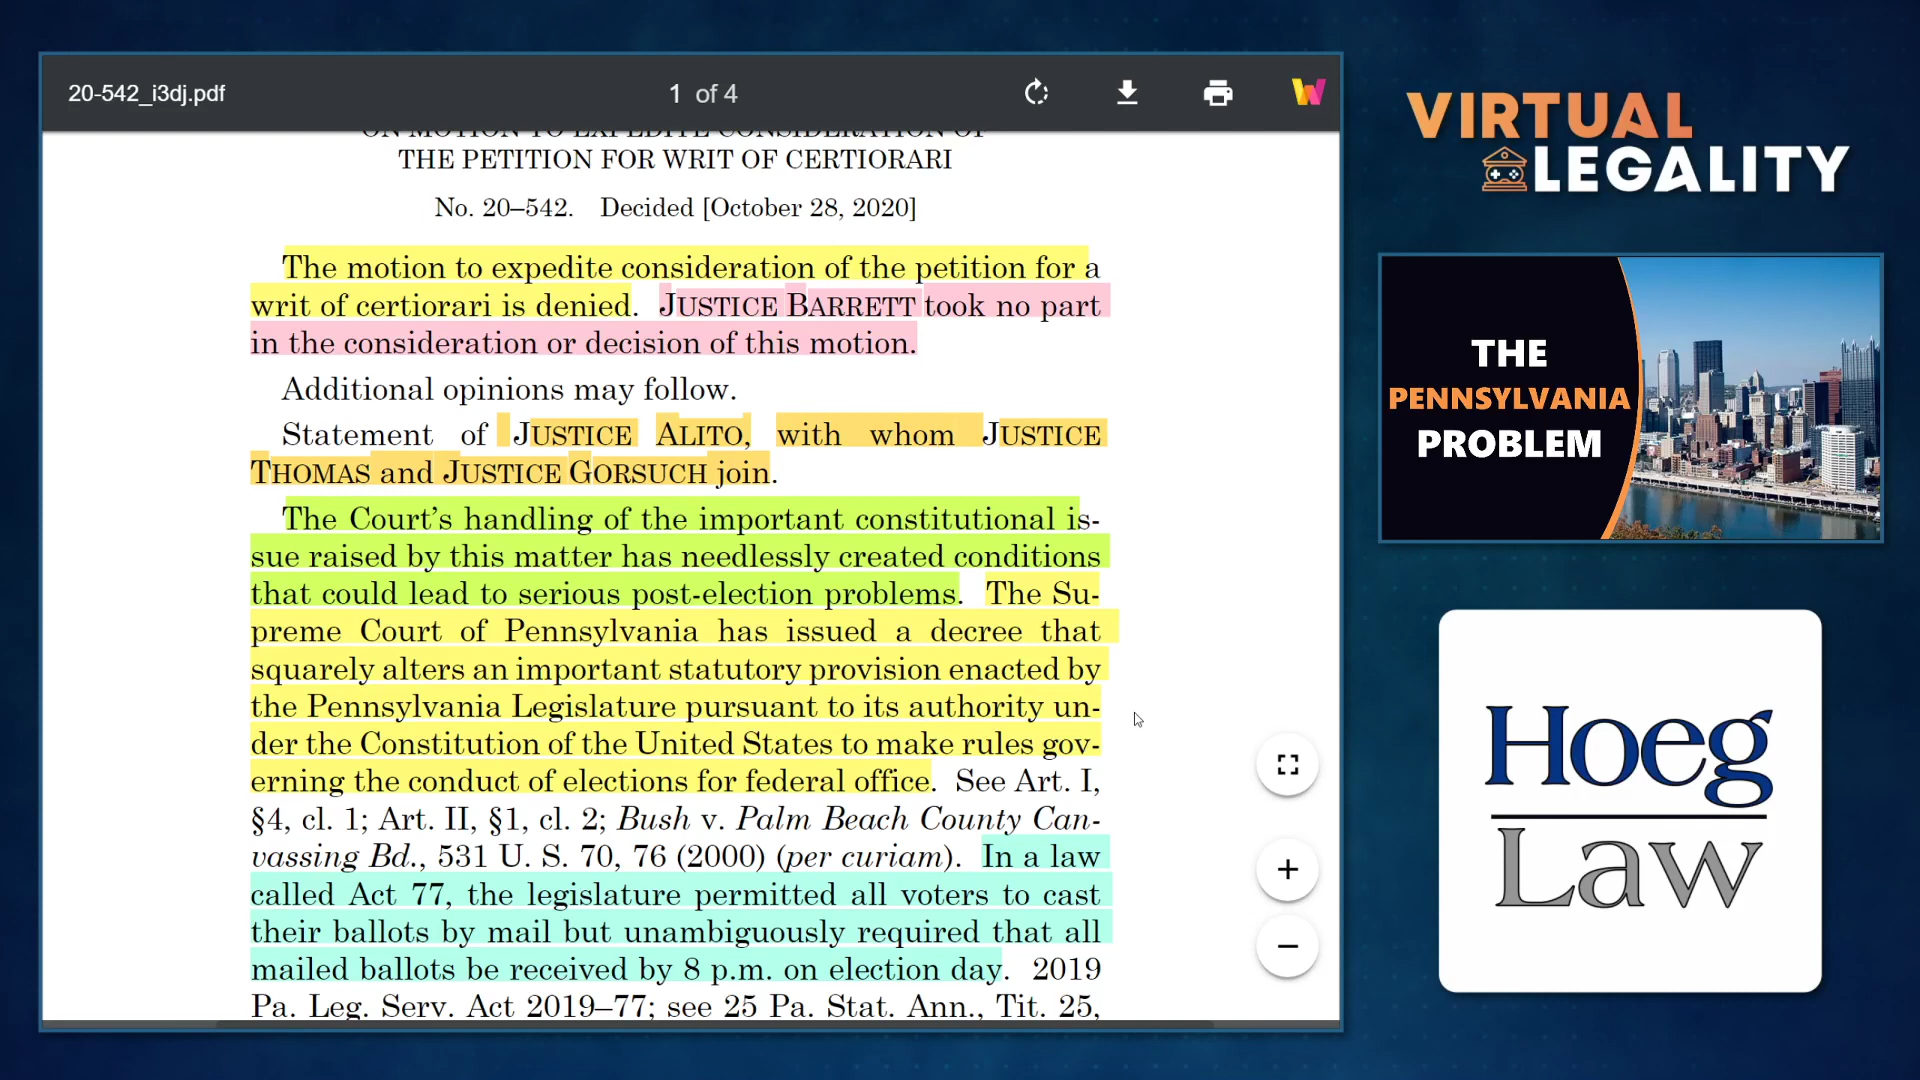 20-542_i3dj.pdf
1 of 4
ON MOTION TO EXPEDITE CONSIDERATION OF
THE PETITION FOR WRIT OF CERTIORARI
No. 20–542. Decided [October 28, 2020]
The motion to expedite consideration of the petition for a
writ of certiorari is denied. JUSTICE BARRETT took no part
in the consideration or decision of this motion.
Additional opinions may follow.
Statement of JUSTICE ALITO, with whom JUSTICE
THOMAS and JUSTICE GORSUCH join.
The Court’s handling of the important constitutional is-
sue raised by this matter has needlessly created conditions
that could lead to serious post-election problems. The Su-
preme Court of Pennsylvania has issued a decree that
squarely alters an important statutory provision enacted by
the Pennsylvania Legislature pursuant to its authority un-
der the Constitution of the United States to make rules gov-
erning the conduct of elections for federal office. See Art. I,
§4, cl. 1; Art. II, §1, cl. 2; Bush v. Palm Beach County Can-
vassing Bd., 531 U. S. 70, 76 (2000) (per curiam). In a law
called Act 77, the legislature permitted all voters to cast
their ballots by mail but unambiguously required that all
mailed ballots be received by 8 p.m. on election day. 2019
Pa. Leg. Serv. Act 2019–77; see 25 Pa. Stat. Ann., Tit. 25,
VIRTUAL
LEGALITY
THE
PENNSYLVANIA
PROBLEM
Hoeg
Law